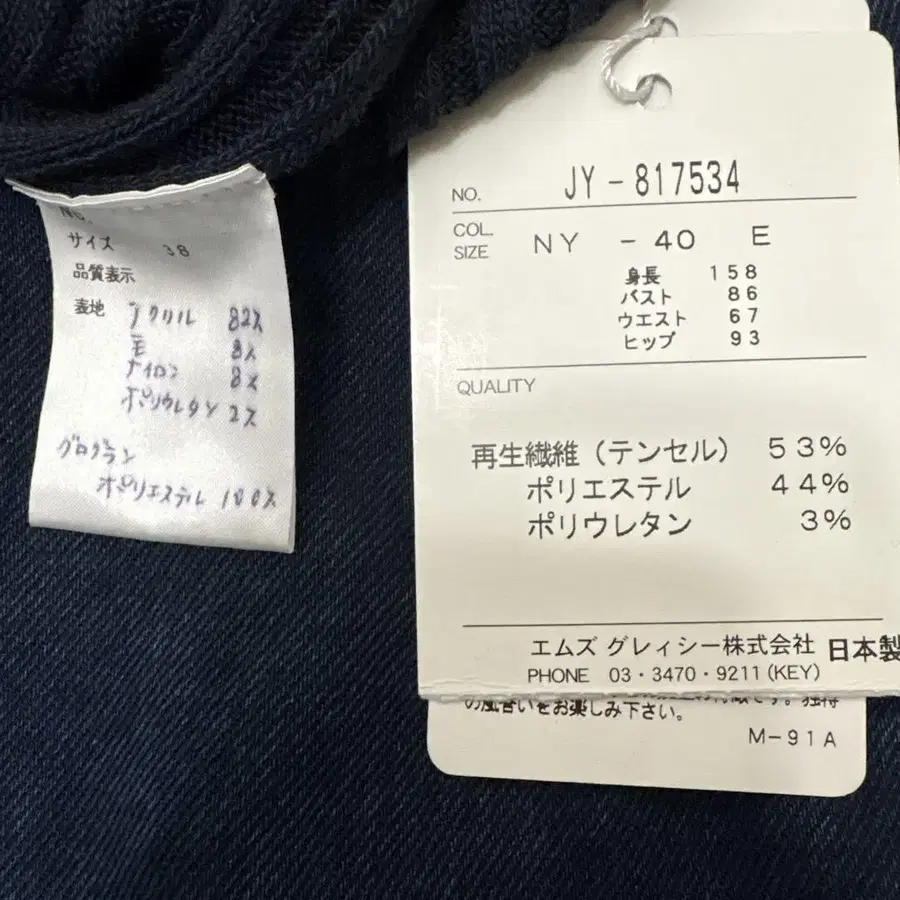 NO.
サイズ 38
品質表示
表地 アクリル 82%
毛 8%
ナイロン 8%
ポリウレタン 2%
グログラン
ポリエステル 100%
NO. JY-817534
COL. SIZE NY - 40 E
身長 158
バスト 86
ウエスト 67
ヒップ 93
QUALITY
再生繊維(テンセル) 53%
ポリエステル 44%
ポリウレタン 3%
エムズ グレィシー株式会社 日本製
PHONE 03・3470・9211(KEY)
の風合いをお楽しみ下さい。
M-91A